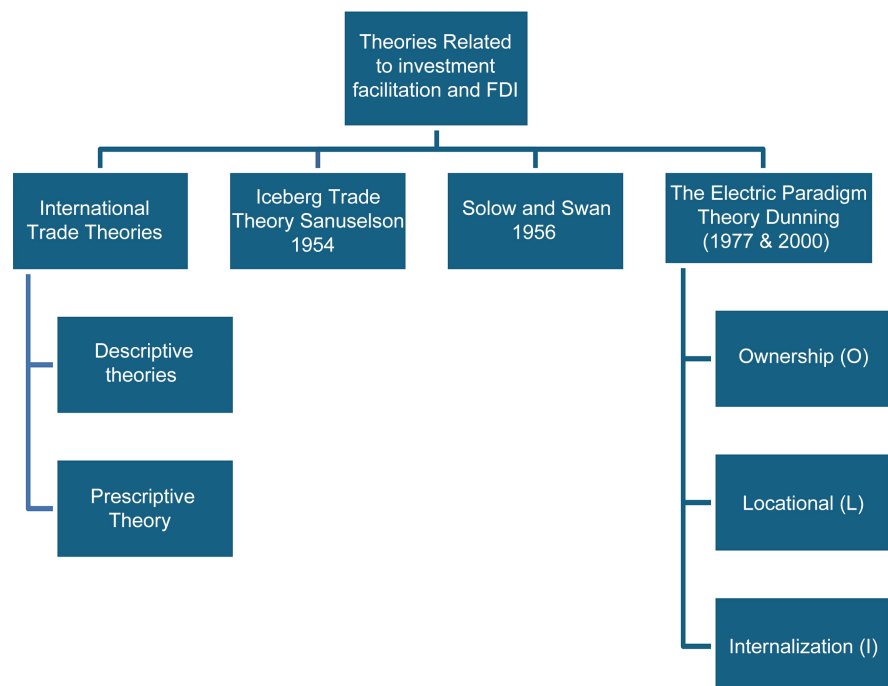 Theories Related
to investment
facilitation and FDI
International
Trade Theories
Iceberg Trade
Theory Sanuselson
1954
Solow and Swan
1956
The Electric Paradigm
Theory Dunning
(1977 & 2000)
Descriptive
theories
Prescriptive
Theory
Ownership (O)
Locational (L)
Internalization (I)